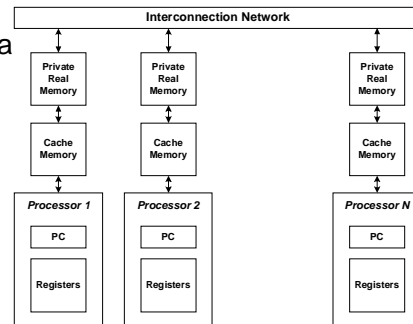 Interconnection Network
a
Private Real Memory
Private Real Memory
Private Real Memory
Cache Memory
Cache Memory
Cache Memory
Processor 1
Processor 2
Processor N
PC
PC
PC
Registers
Registers
Registers